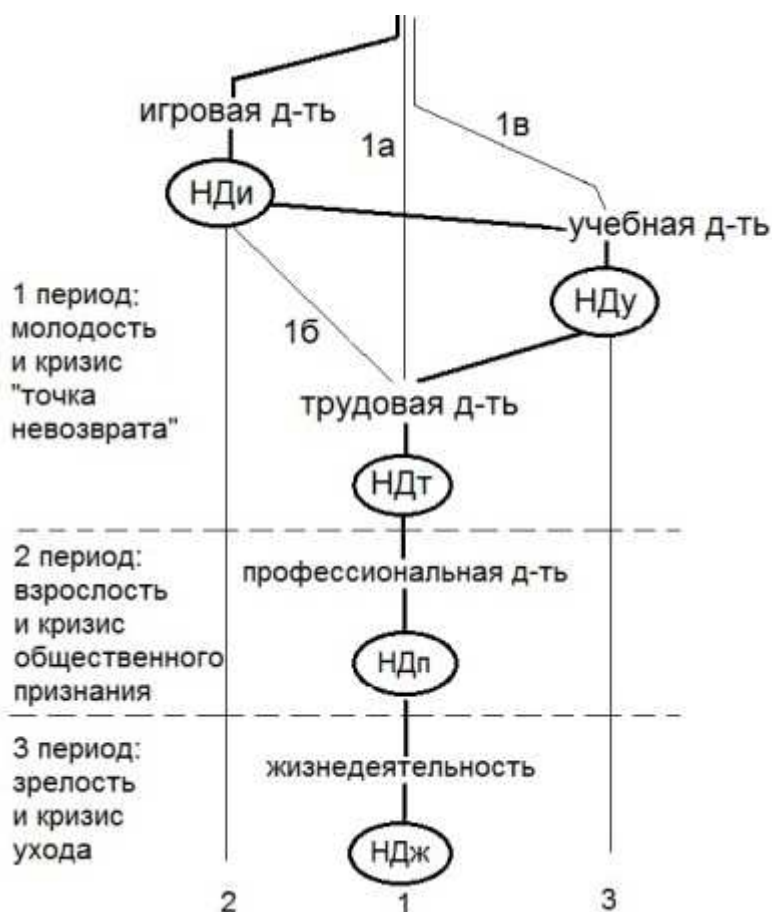 игровая д-ть
1а
1в
НДи
учебная д-ть
1 период:
молодость
и кризис
"точка
невозврата"
НДу
1б
трудовая д-ть
НДт
2 период:
взрослость
и кризис
общественного
признания
профессиональная д-ть
НДп
3 период:
зрелость
и кризис
ухода
жизнедеятельность
НДж
2
1
3